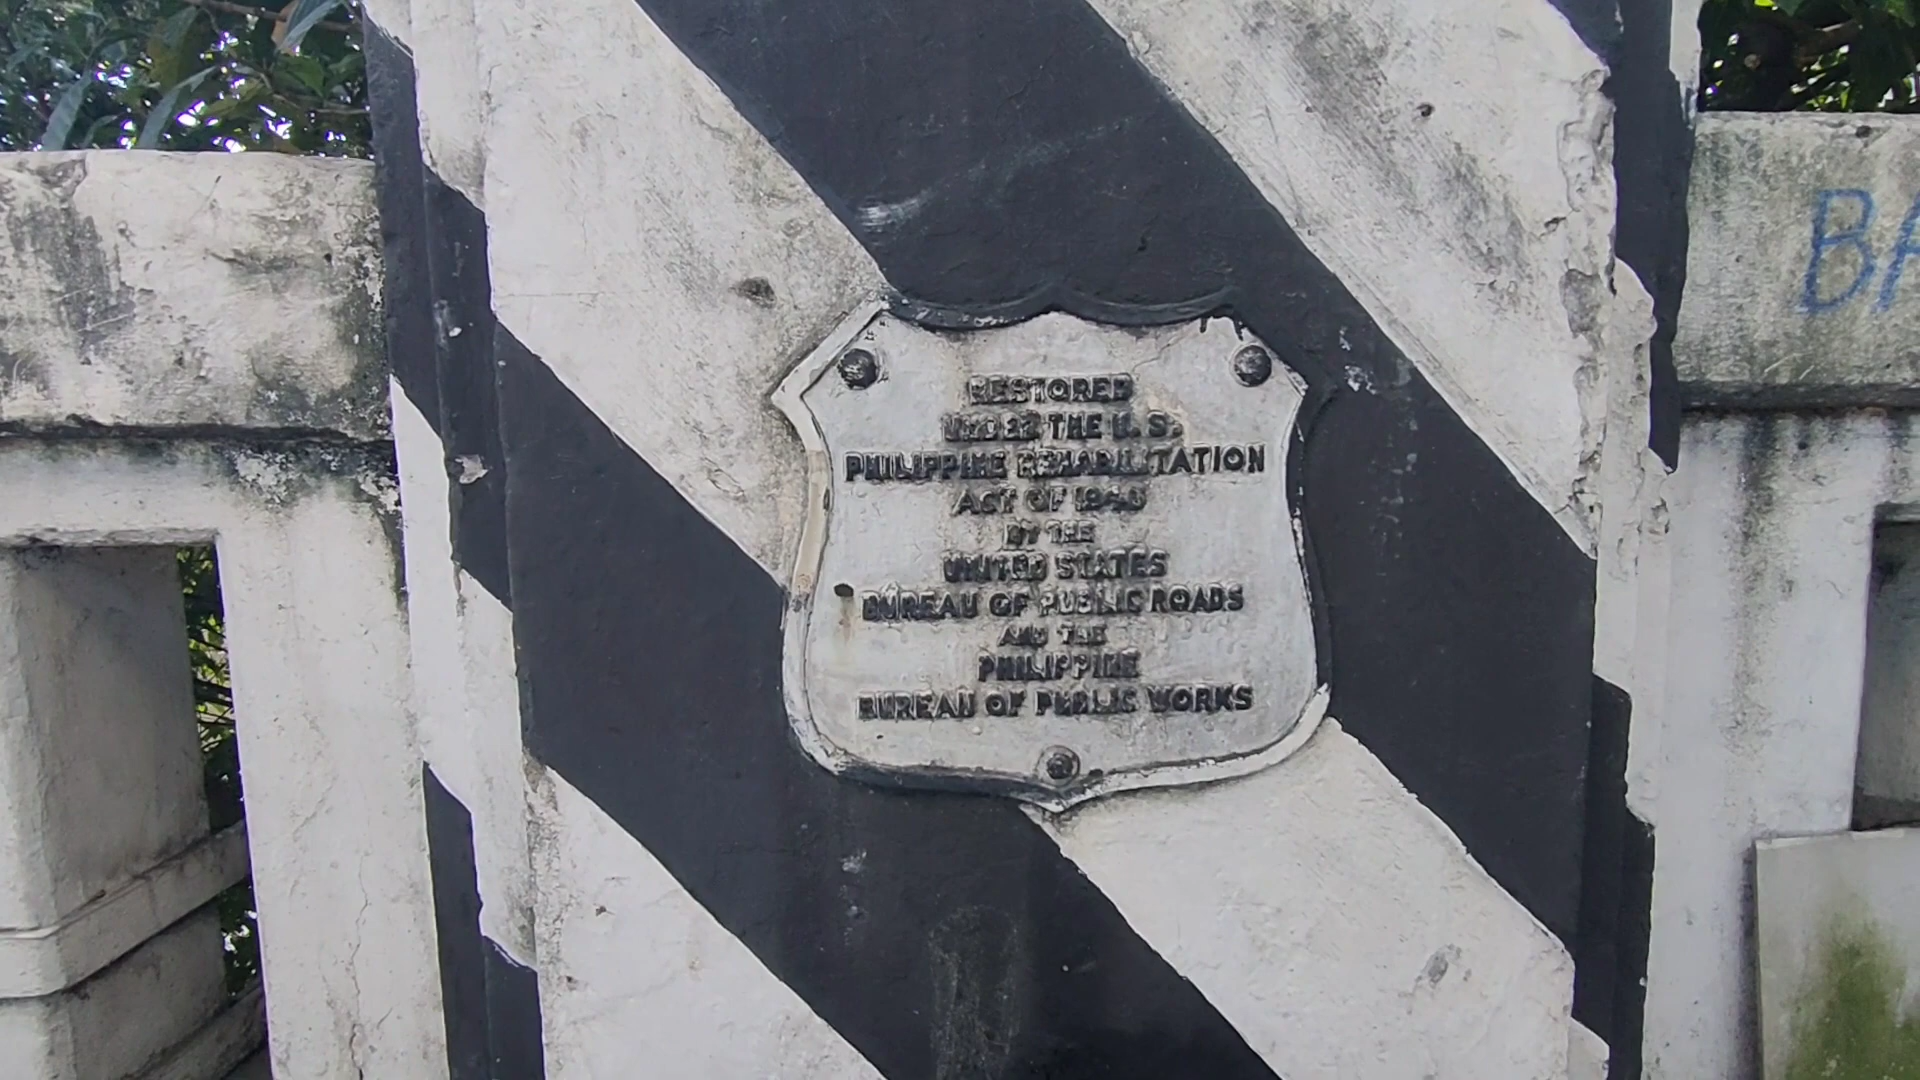 RESTORED
UNDER THE U. S.
PHILIPPINE REHABILITATION
ACT OF 1946
BY THE
UNITED STATES
BUREAU OF PUBLIC ROADS
AND THE
PHILIPPINE
BUREAU OF PUBLIC WORKS
BA